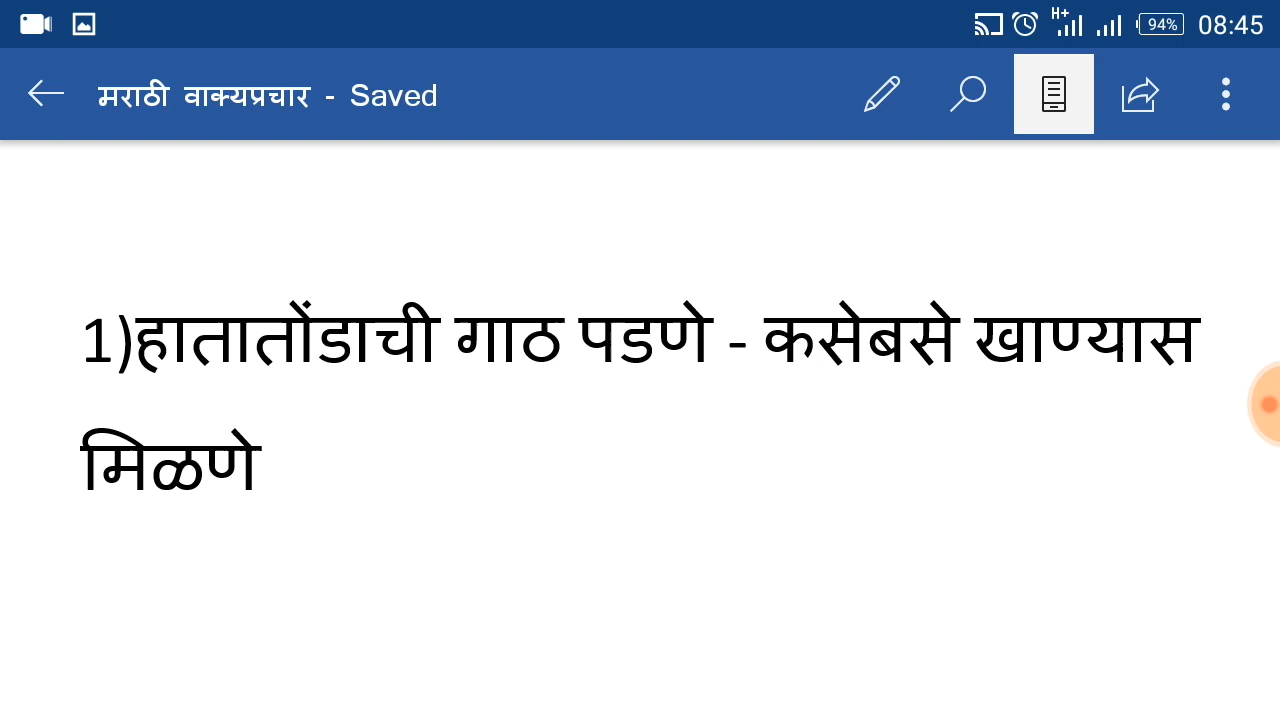 H+ 94% 08:45
मराठी वाक्यप्रचार - Saved
1)हातातोंडाची गाठ पडणे - कसेबसे खाण्यास
मिळणे